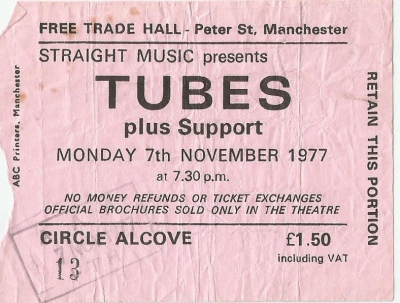 FREE TRADE HALL - Peter St, Manchester
STRAIGHT MUSIC presents
TUBES
plus Support
MONDAY 7th NOVEMBER 1977
at 7.30 p.m.
NO MONEY REFUNDS OR TICKET EXCHANGES
OFFICIAL BROCHURES SOLD ONLY IN THE THEATRE
CIRCLE ALCOVE £1.50
including VAT
13
ABC Printers, Manchester
RETAIN THIS PORTION